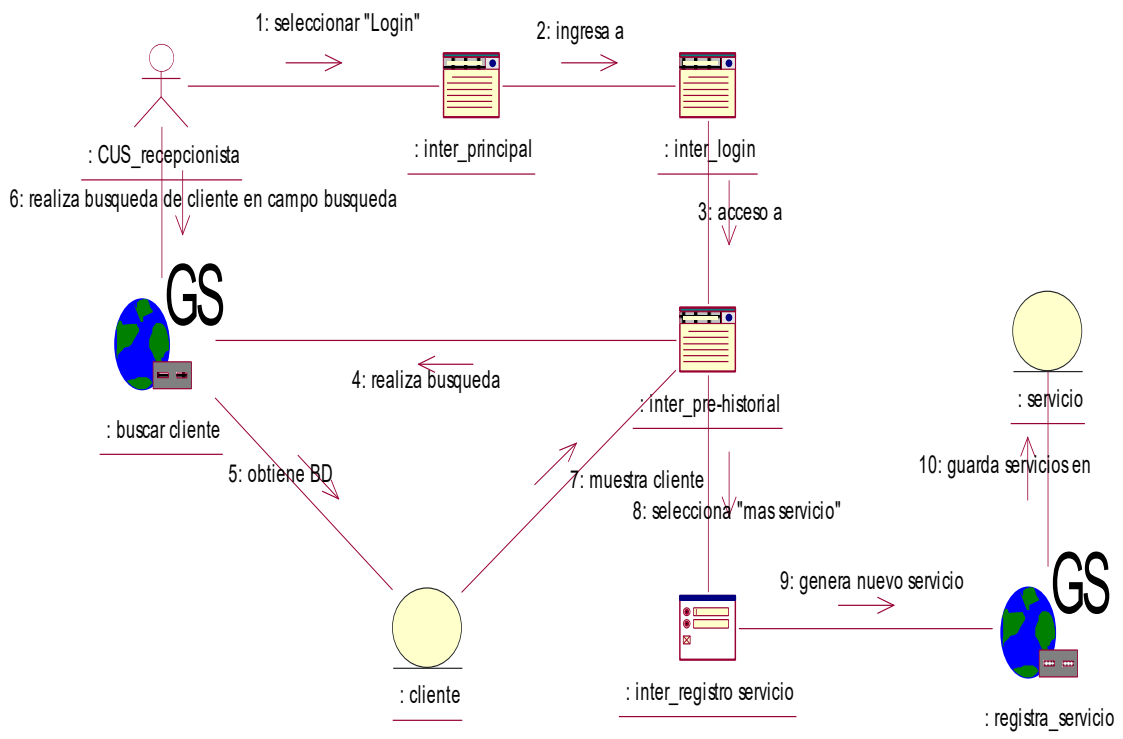 1: seleccionar "Login"
2: ingresa a
: CUS_recepcionista
: inter_principal
: inter_login
6: realiza busqueda de cliente en campo busqueda
3: acceso a
GS
4: realiza busqueda
: inter_pre-historial
: servicio
: buscar cliente
5: obtiene BD
7: muestra cliente
10: guarda servicios en
8: selecciona "mas servicio"
GS
9: genera nuevo servicio
: cliente
: inter_registro servicio
: registra_servicio